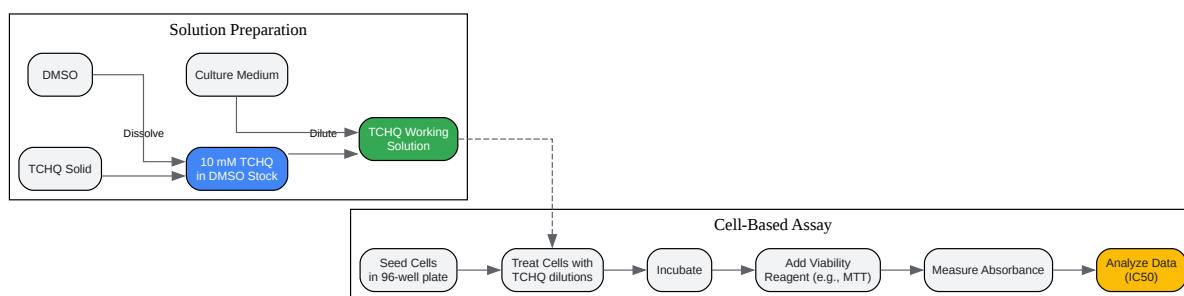 Solution Preparation
DMSO
Culture Medium
Dissolve
Dilute
TCHQ Working
Solution
TCHQ Solid
10 mM TCHQ
in DMSO Stock
Cell-Based Assay
Seed Cells
in 96-well plate
Treat Cells with
TCHQ dilutions
Incubate
Add Viability
Reagent (e.g., MTT)
Measure Absorbance
Analyze Data
(IC50)